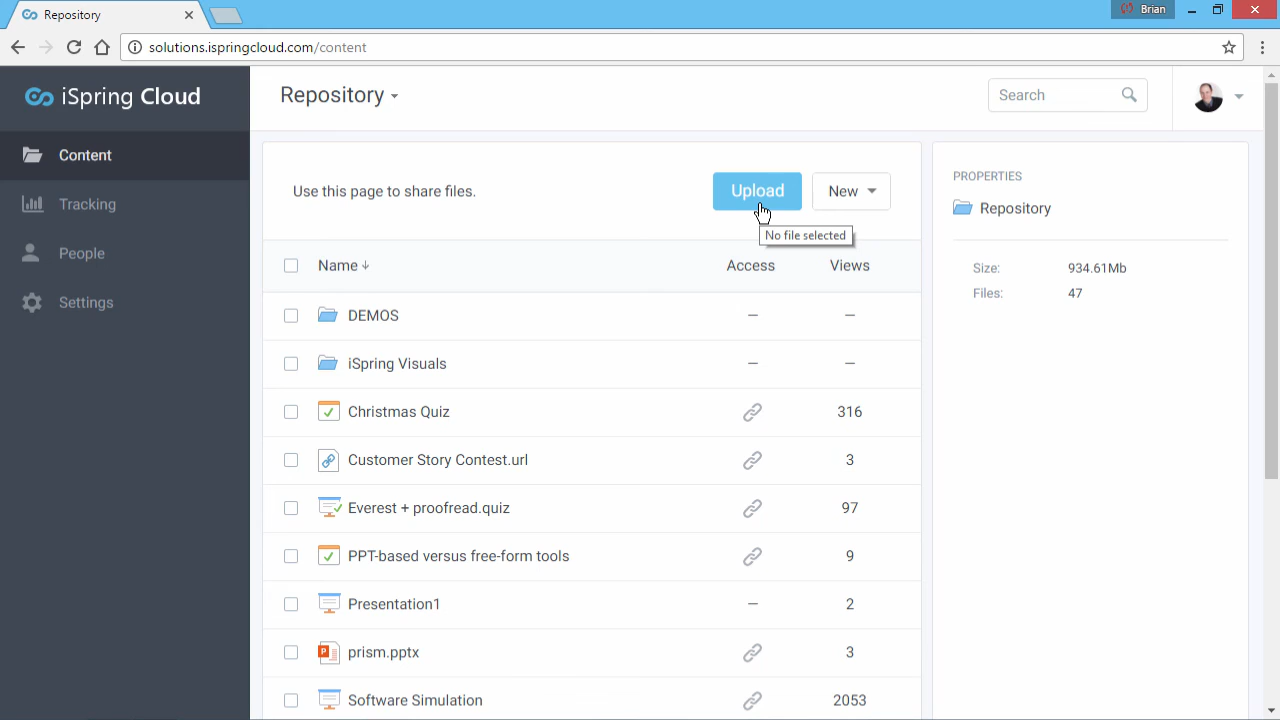 Repository
Brian
solutions.ispringcloud.com/content
iSpring Cloud
Repository
Search
Content
Tracking
People
Settings
Use this page to share files.
Upload
New
No file selected
PROPERTIES
Repository
Size: 934.61Mb
Files: 47
Name Access Views
DEMOS – –
iSpring Visuals – –
Christmas Quiz 316
Customer Story Contest.url 3
Everest + proofread.quiz 97
PPT-based versus free-form tools 9
Presentation1 – 2
prism.pptx 3
Software Simulation 2053